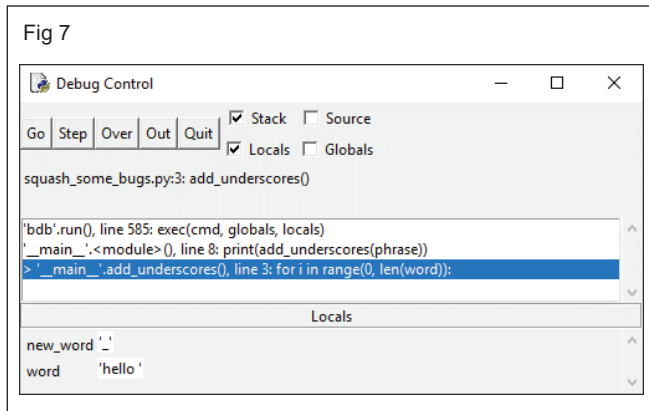 Fig 7
Debug Control
Go Step Over Out Quit Stack Source
Locals Globals
squash_some_bugs.py:3: add_underscores()
'bdb'.run(), line 585: exec(cmd, globals, locals)
'__main__'.<module>(), line 8: print(add_underscores(phrase))
> '__main__'.add_underscores(), line 3: for i in range(0, len(word)):
Locals
new_word '_'
word 'hello '